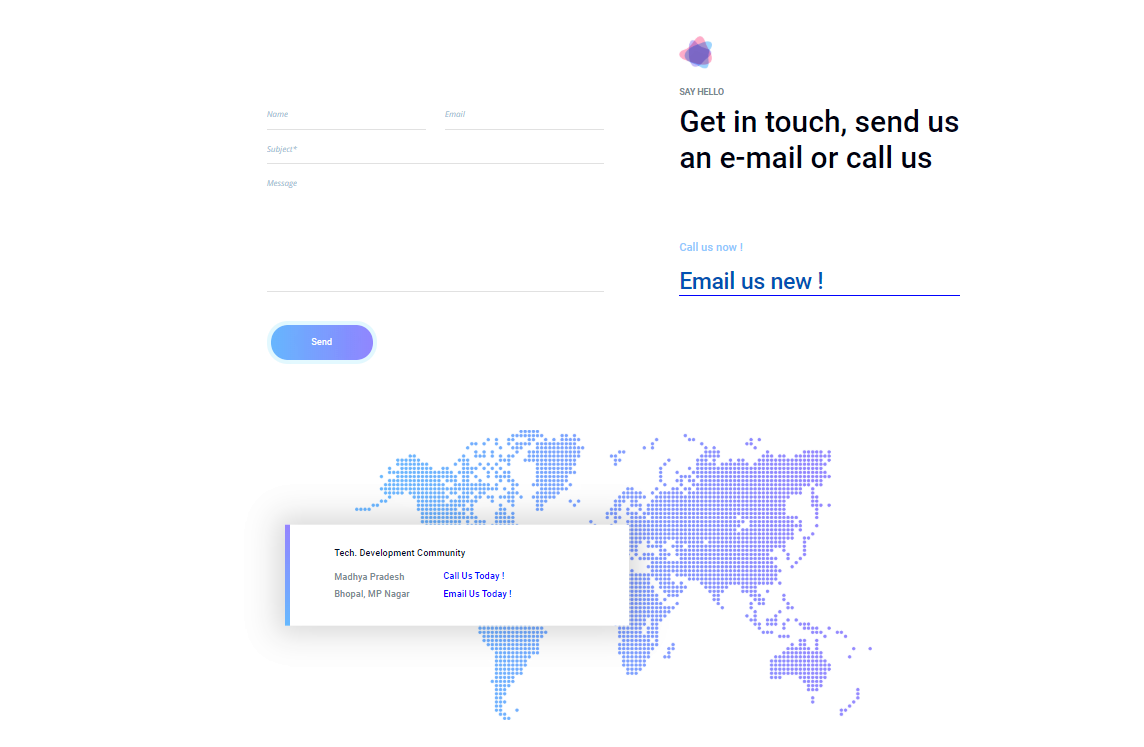 Name
Email
Subject*
Message
Send
SAY HELLO
Get in touch, send us
an e-mail or call us
Call us now !
Email us new !
Tech. Development Community
Madhya Pradesh
Call Us Today !
Bhopal, MP Nagar
Email Us Today !